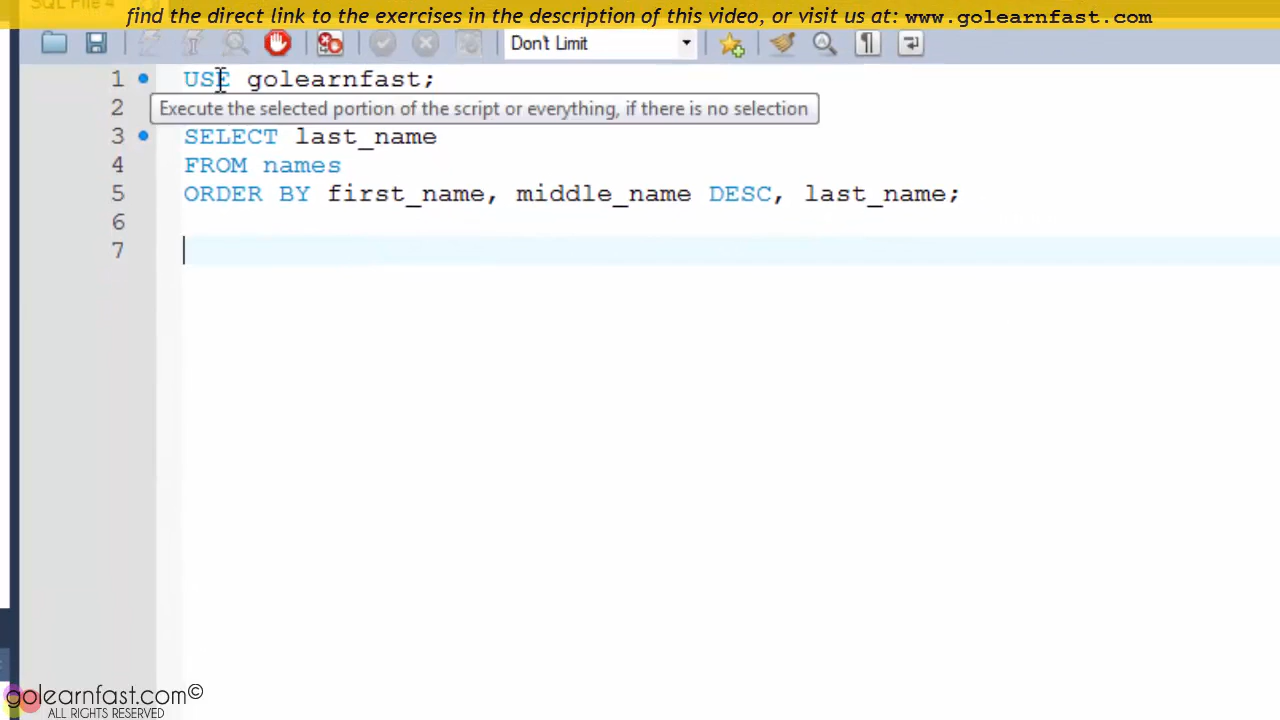 SQL File 4
find the direct link to the exercises in the description of this video, or visit us at: www.golearnfast.com
Don't Limit
1 USE golearnfast;
2
Execute the selected portion of the script or everything, if there is no selection
3 SELECT last_name
4 FROM names
5 ORDER BY first_name, middle_name DESC, last_name;
6
7
golearnfast.com©
ALL RIGHTS RESERVED